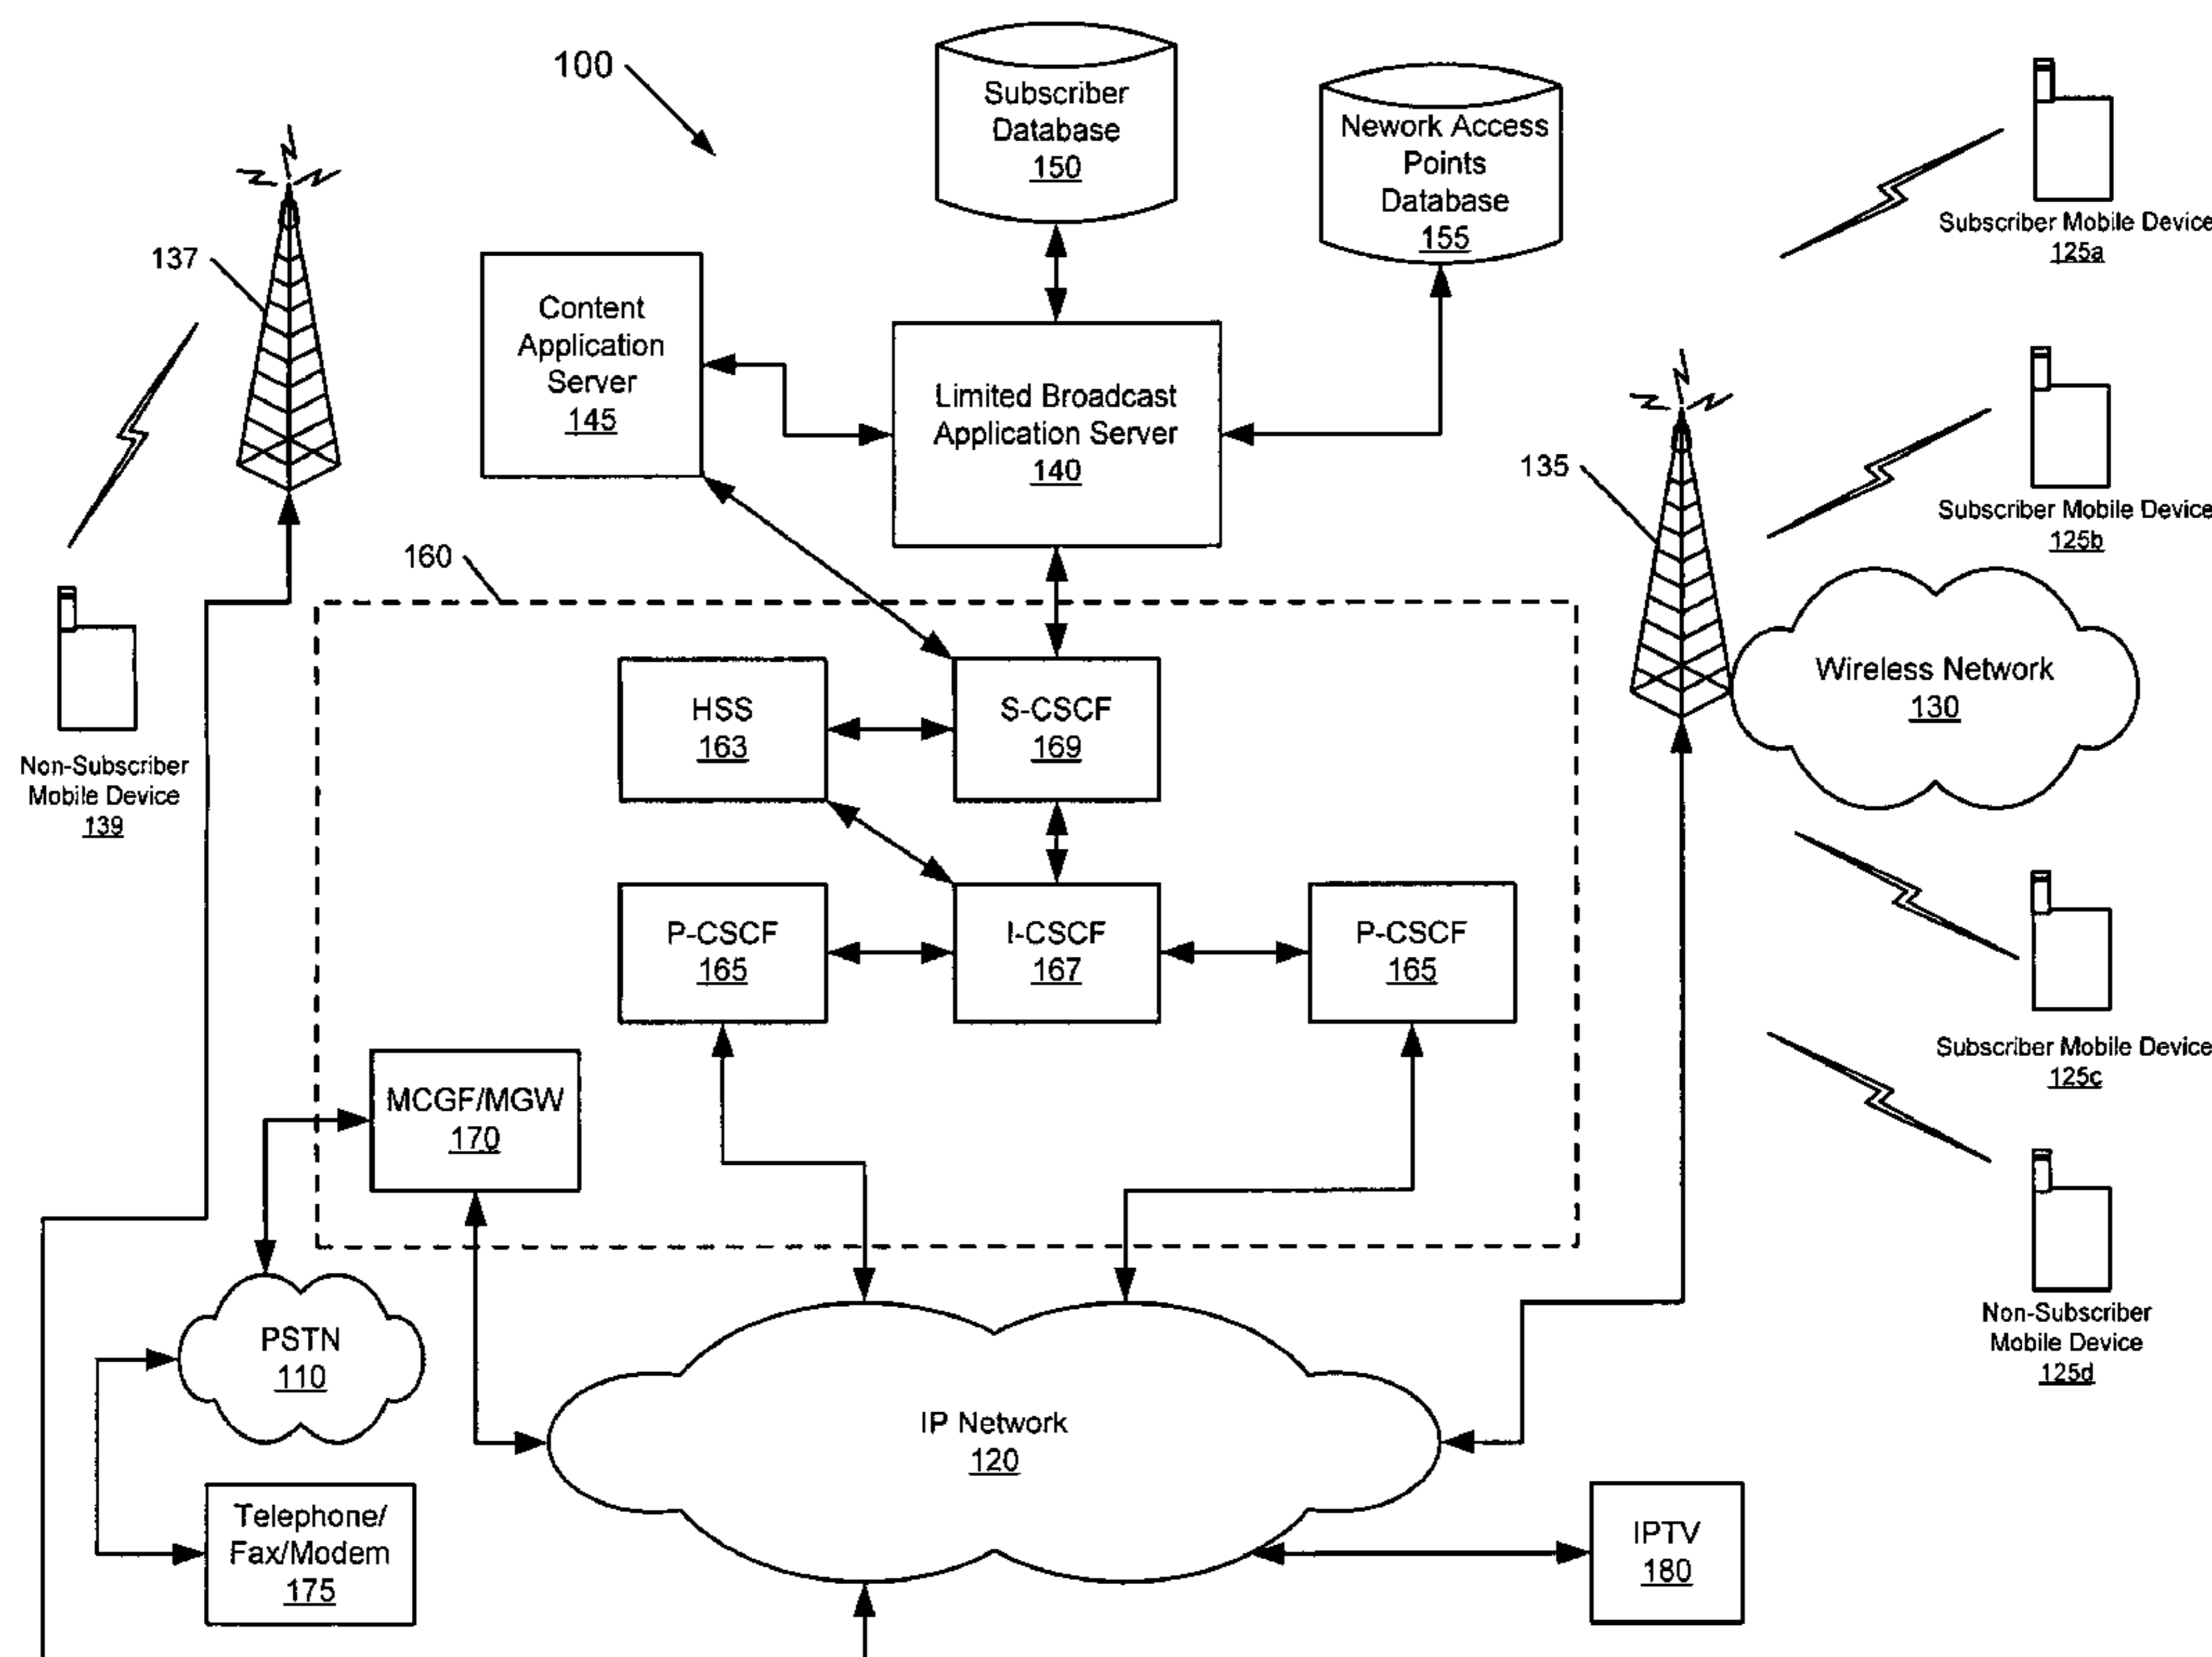 100
Subscriber
Database
150
Nework Access
Points
Database
155
Subscriber Mobile Device
125a
137
Content
Application
Server
145
Limited Broadcast
Application Server
140
135
Subscriber Mobile Device
125b
160
Wireless Network
130
HSS
163
S-CSCF
169
Non-Subscriber
Mobile Device
139
P-CSCF
165
I-CSCF
167
P-CSCF
165
Subscriber Mobile Device
125c
MCGF/MGW
170
PSTN
110
Non-Subscriber
Mobile Device
125d
IP Network
120
Telephone/
Fax/Modem
175
IPTV
180